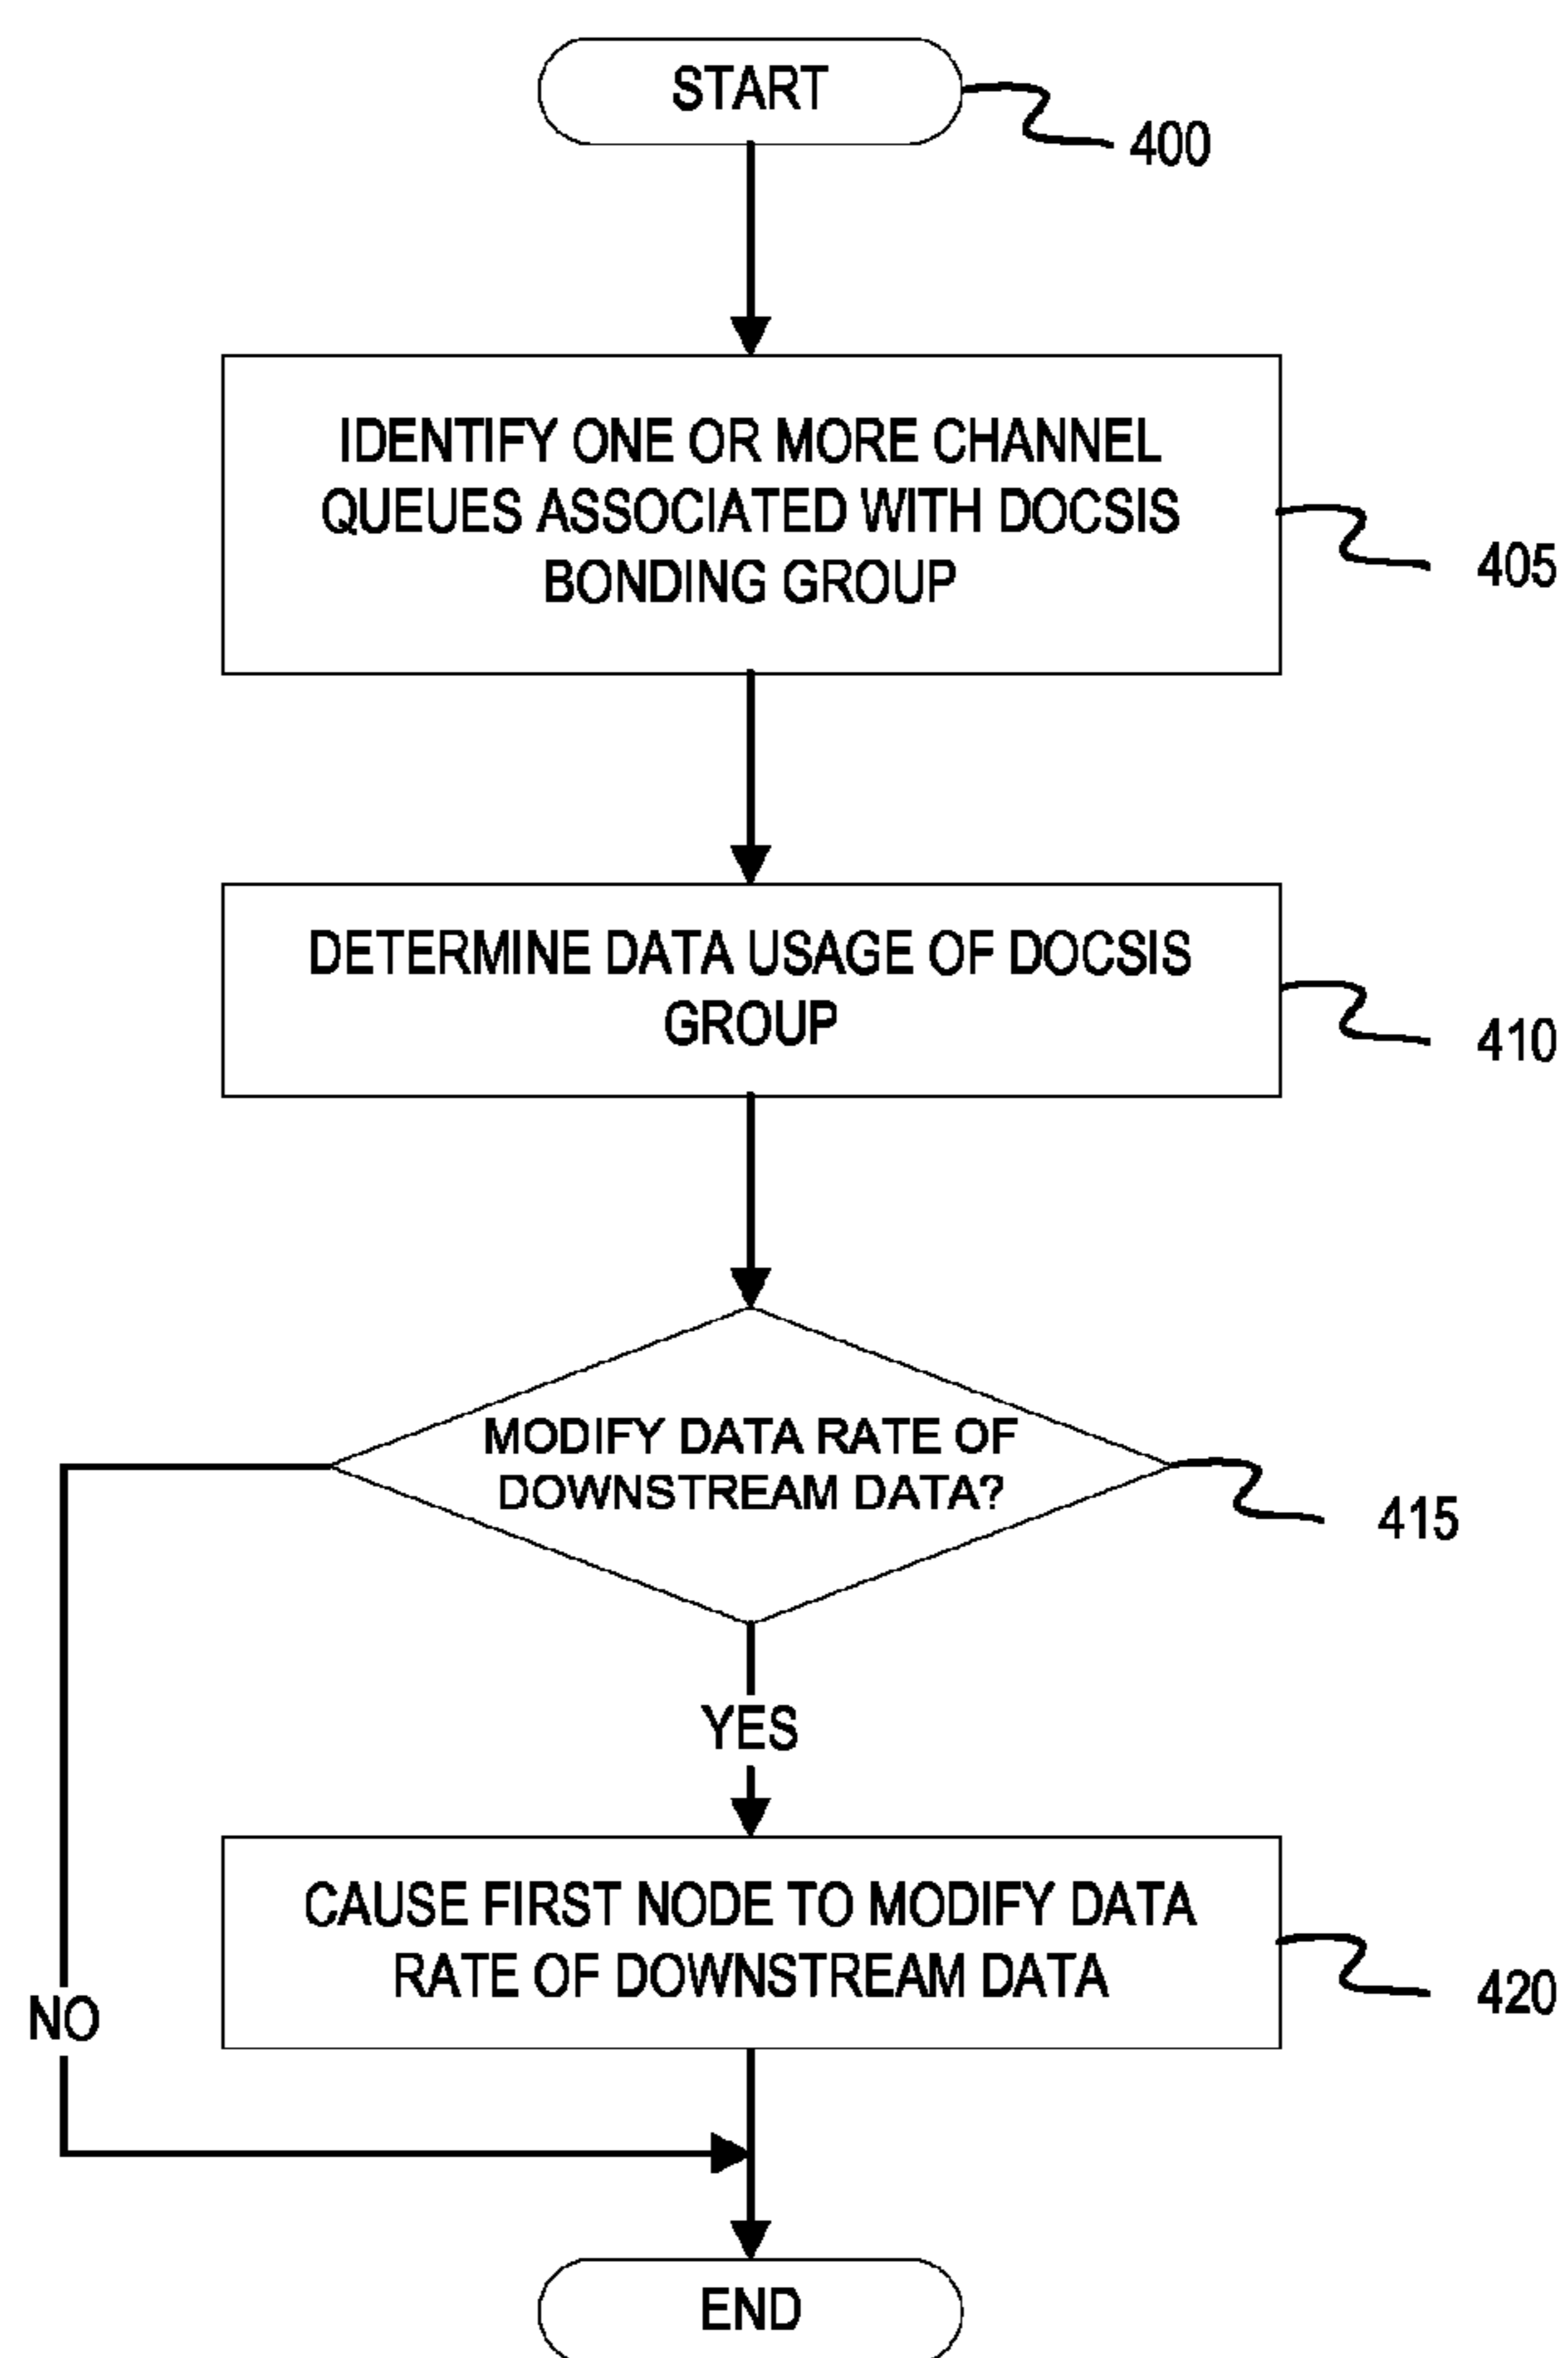 START
400
IDENTIFY ONE OR MORE CHANNEL
QUEUES ASSOCIATED WITH DOCSIS
BONDING GROUP
405
DETERMINE DATA USAGE OF DOCSIS
GROUP
410
MODIFY DATA RATE OF
DOWNSTREAM DATA?
415
YES
CAUSE FIRST NODE TO MODIFY DATA
RATE OF DOWNSTREAM DATA
420
NO
END